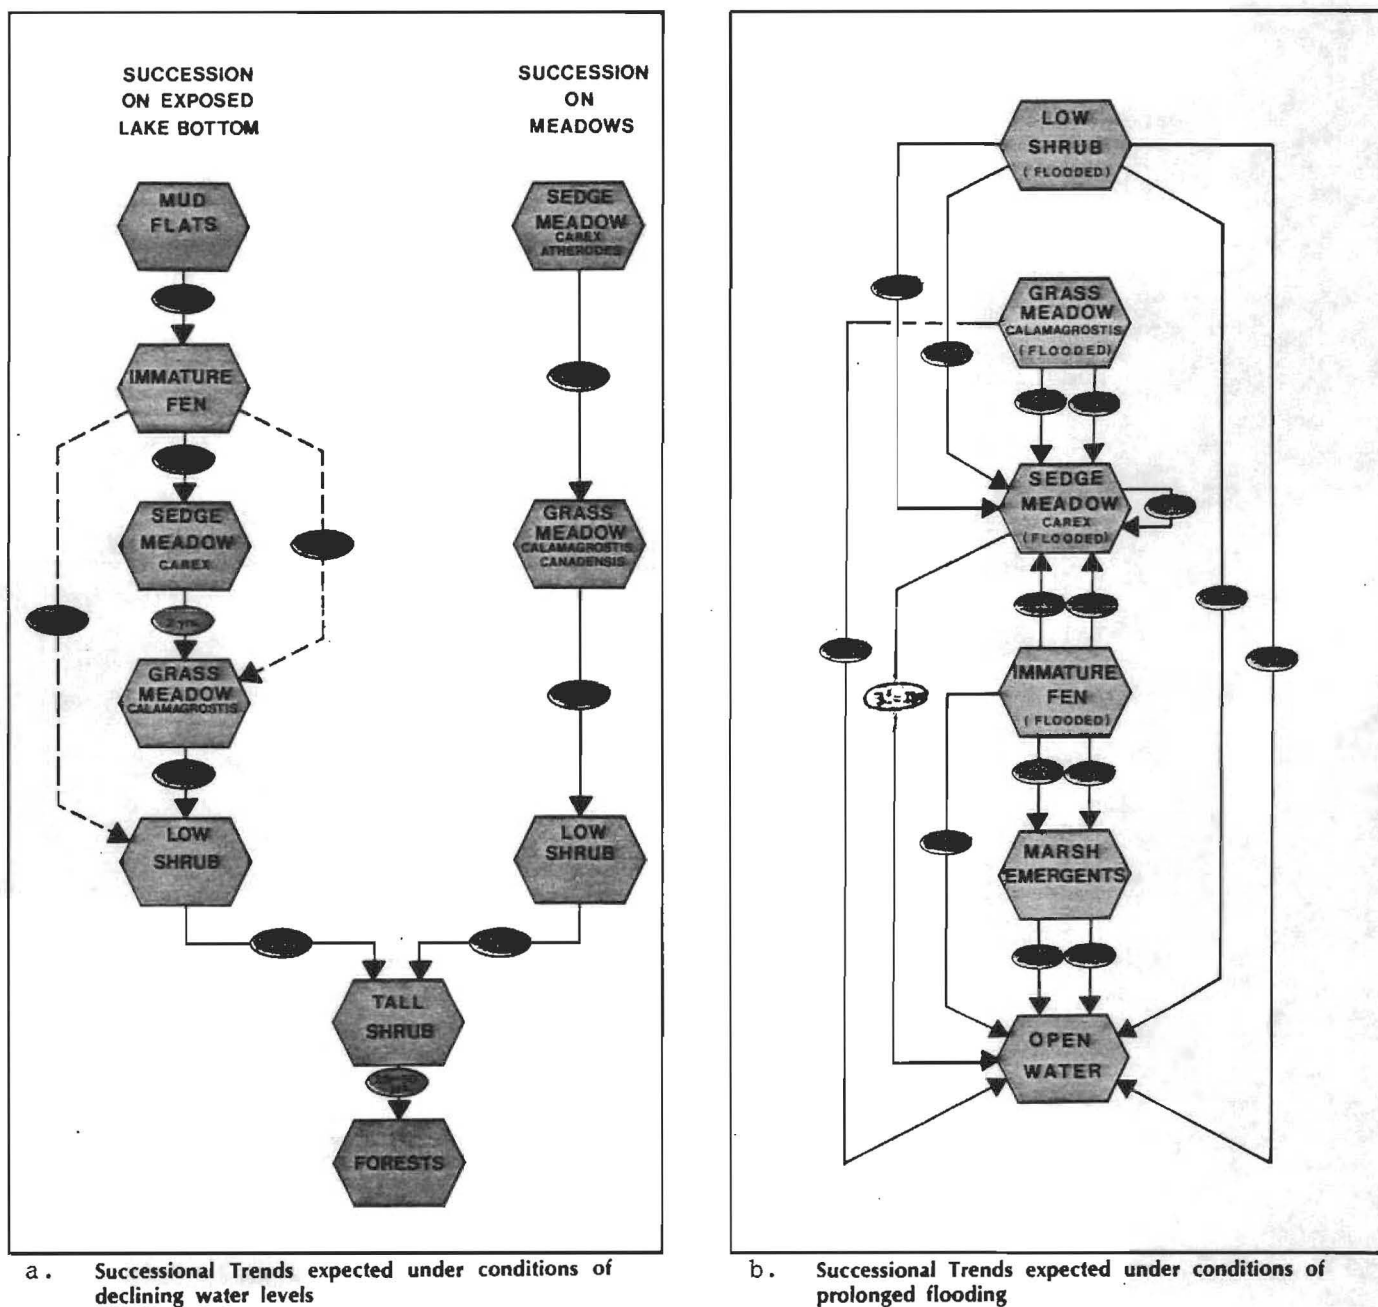 SUCCESSION
ON EXPOSED
LAKE BOTTOM
SUCCESSION
ON
MEADOWS
MUD
FLATS
SEDGE
MEADOW
CAREX
ATHERODES
IMMATURE
FEN
SEDGE
MEADOW
CAREX
GRASS
MEADOW
CALAMAGROSTIS
CANADENSIS
GRASS
MEADOW
CALAMAGROSTIS
LOW
SHRUB
LOW
SHRUB
TALL
SHRUB
FORESTS
a. Successional Trends expected under conditions of
declining water levels
LOW
SHRUB
(FLOODED)
GRASS
MEADOW
CALAMAGROSTIS
(FLOODED)
SEDGE
MEADOW
CAREX
(FLOODED)
IMMATURE
FEN
(FLOODED)
MARSH
EMERGENTS
OPEN
WATER
b. Successional Trends expected under conditions of
prolonged flooding